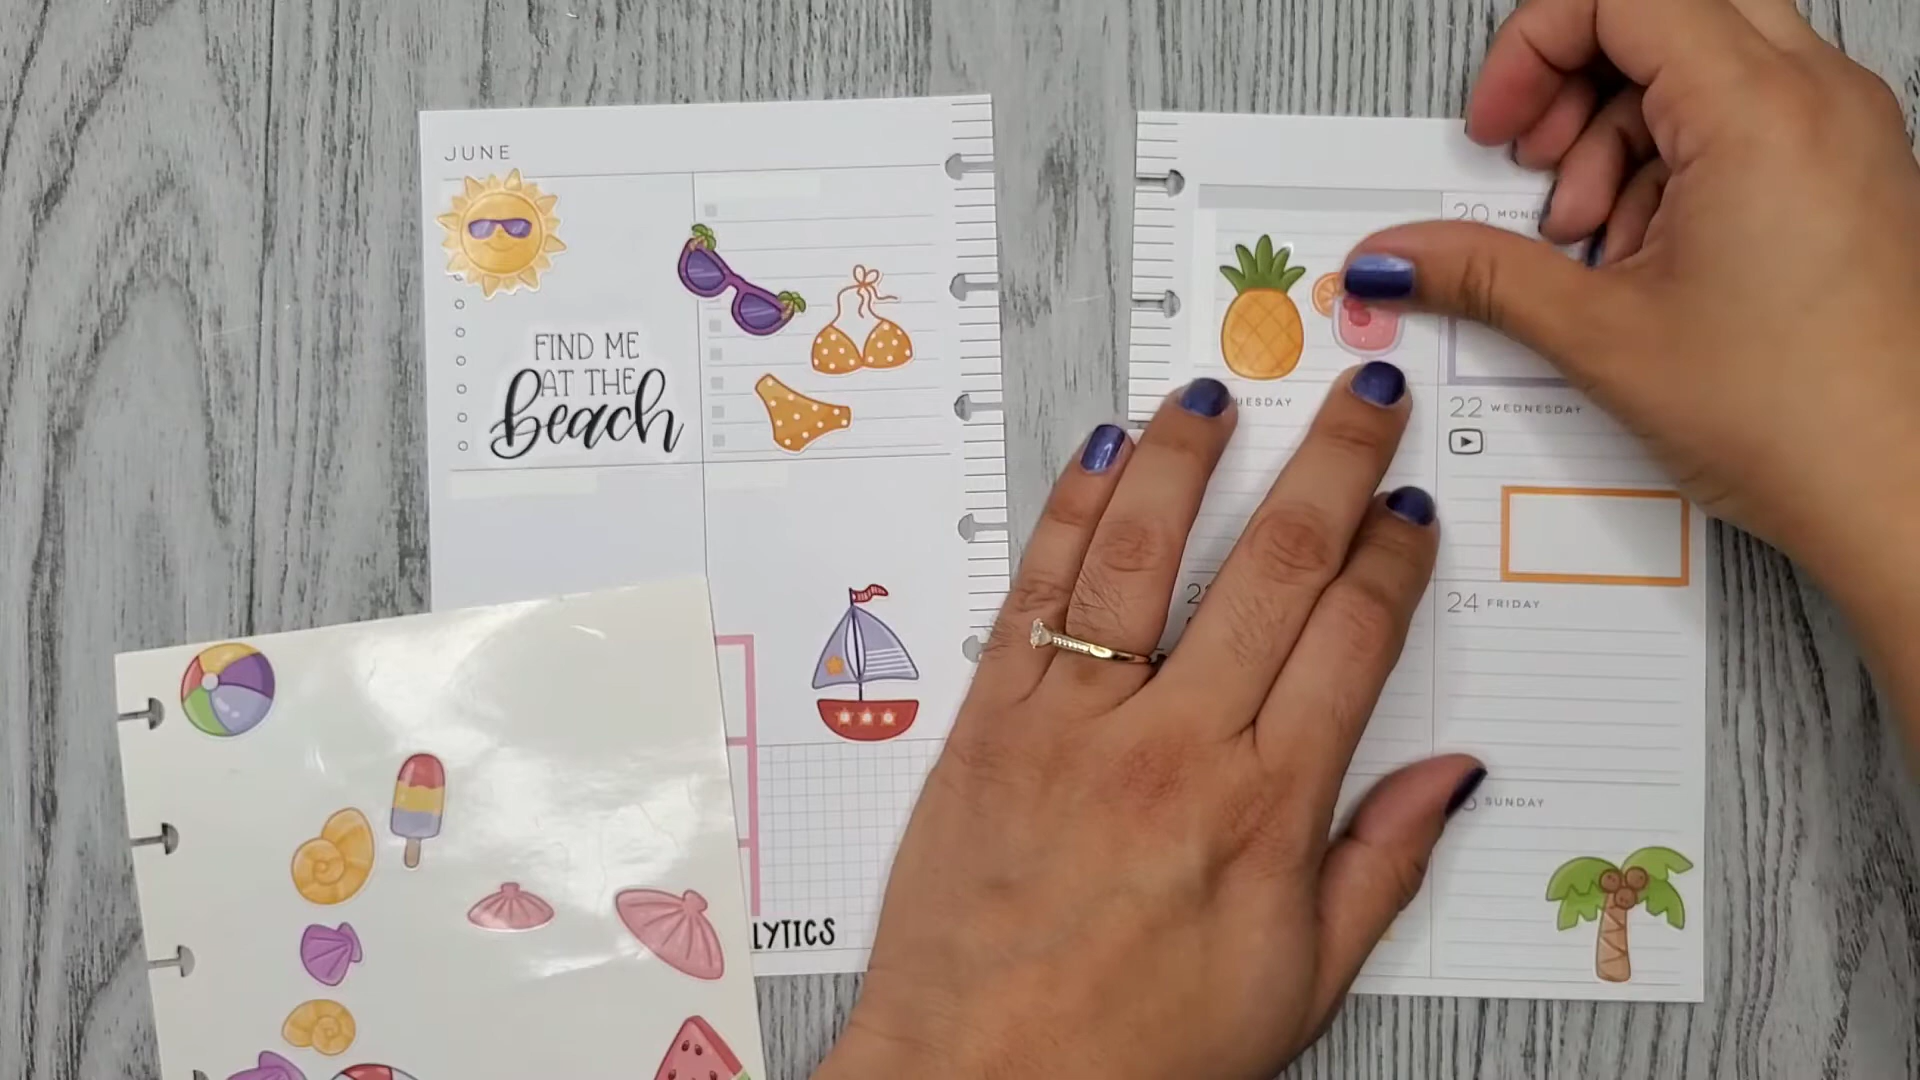 JUNE
FIND ME
AT THE
beach
LYTICS
20 MOND
UESDAY
22 WEDNESDAY
24 FRIDAY
SUNDAY